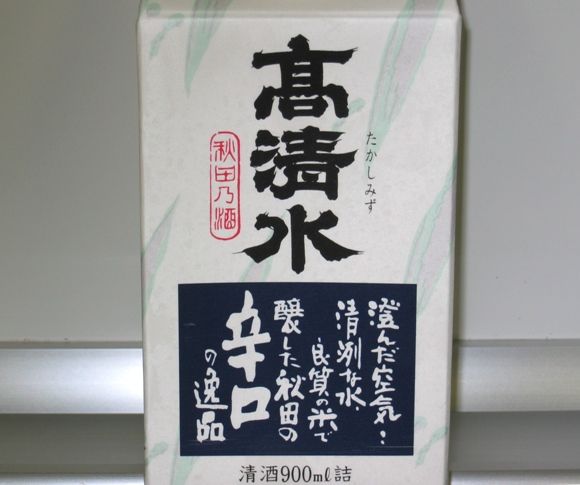 髙清水
たかしみず
秋田乃酒
澄んだ空気:
清冽な水、
良質の米で
醸した秋田の
辛口
の逸品
清酒900ml詰